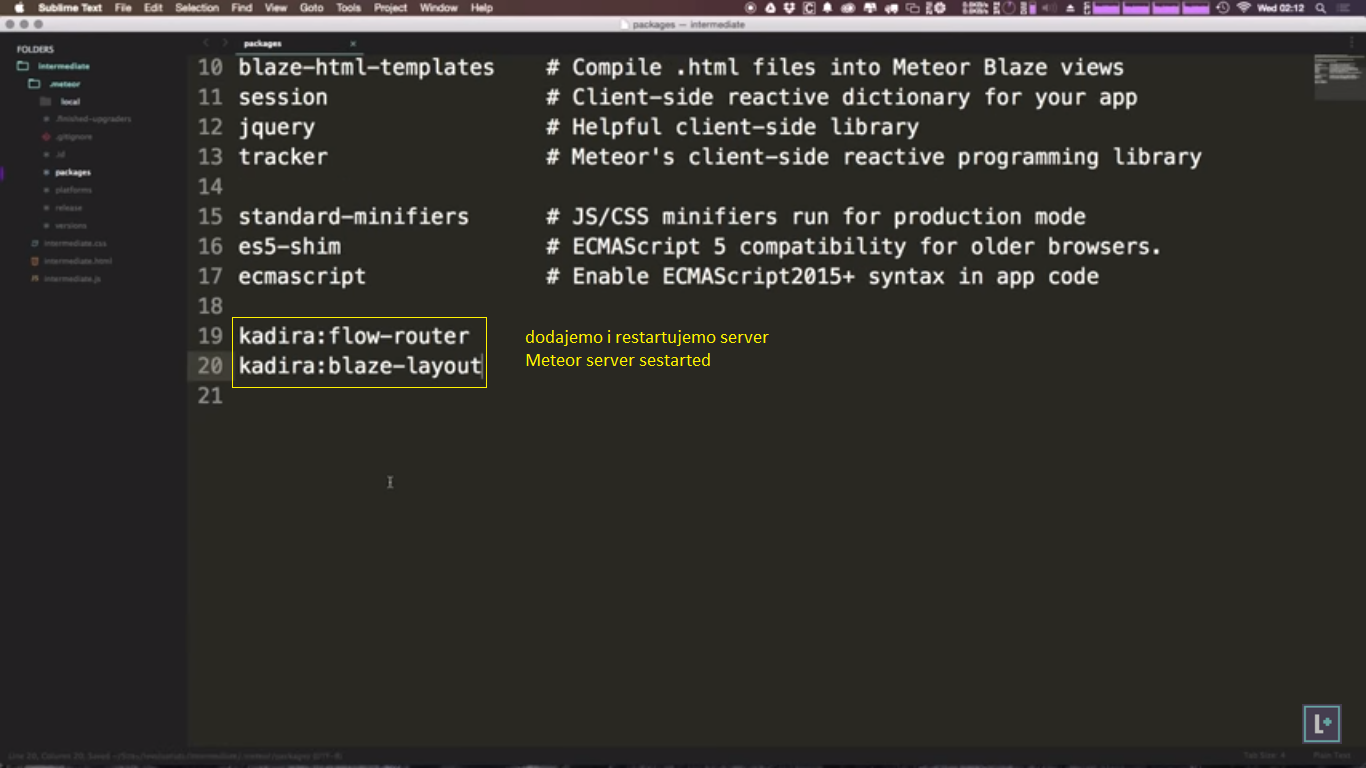 Sublime Text File Edit Selection Find View Goto Tools Project Window Help
Wed 02:12
packages — intermediate
FOLDERS
intermediate
.meteor
local
.finished-upgraders
.gitignore
.id
packages
platforms
release
versions
intermediate.css
intermediate.html
intermediate.js
packages
10 blaze-html-templates # Compile .html files into Meteor Blaze views
11 session # Client-side reactive dictionary for your app
12 jquery # Helpful client-side library
13 tracker # Meteor's client-side reactive programming library
14
15 standard-minifiers # JS/CSS minifiers run for production mode
16 es5-shim # ECMAScript 5 compatibility for older browsers.
17 ecmascript # Enable ECMAScript2015+ syntax in app code
18
19 kadira:flow-router
20 kadira:blaze-layout
21
dodajemo i restartujemo server
Meteor server sestarted
L+
Tab Size: 4 Plain Text